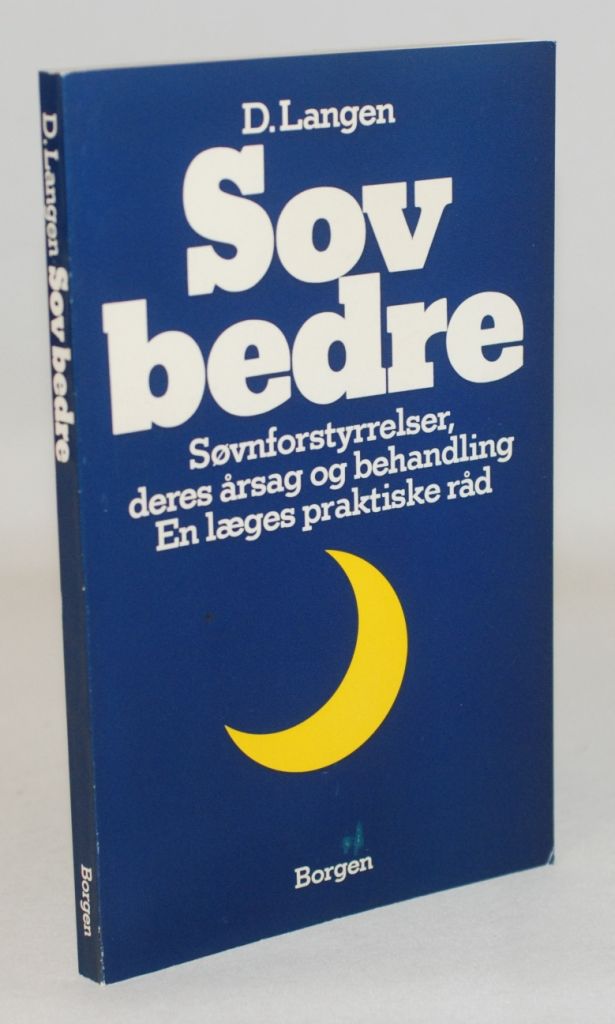 D. Langen
Sov
bedre
Søvnforstyrrelser,
deres årsag og behandling
En læges praktiske råd
Borgen
D. Langen Sov bedre
Borgen